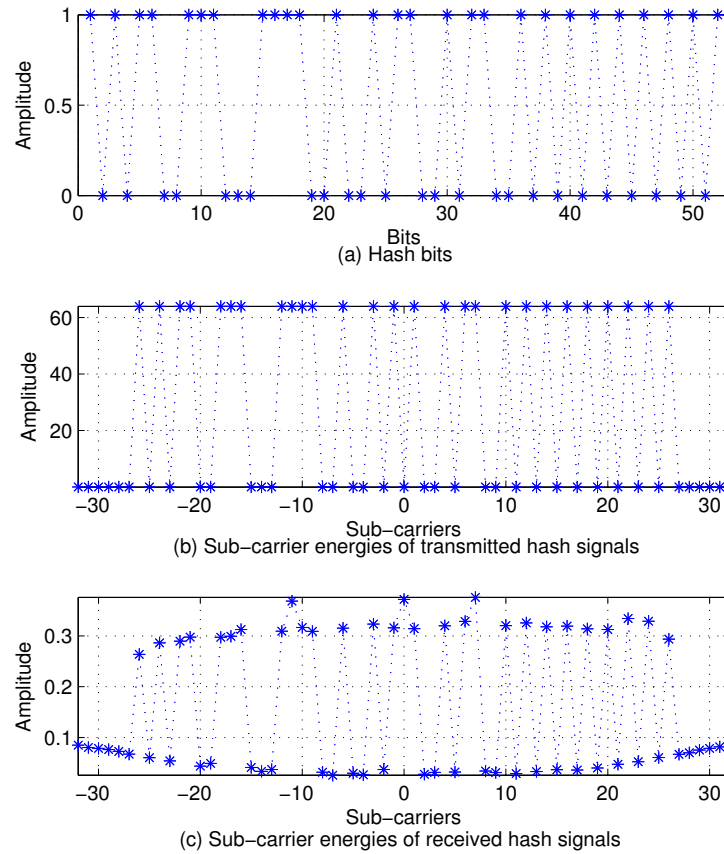 1
0.5
0
Amplitude
0 10 20 30 40 50
Bits
(a) Hash bits
60
40
20
Amplitude
−30 −20 −10 0 10 20 30
Sub−carriers
(b) Sub−carrier energies of transmitted hash signals
0.3
0.2
0.1
Amplitude
−30 −20 −10 0 10 20 30
Sub−carriers
(c) Sub−carrier energies of received hash signals